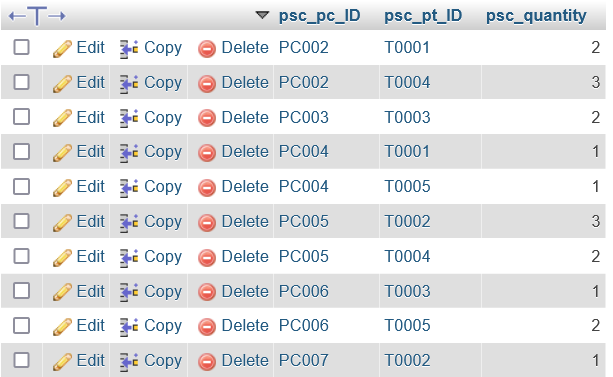 psc_pc_ID psc_pt_ID psc_quantity
Edit Copy Delete PC002 T0001 2
Edit Copy Delete PC002 T0004 3
Edit Copy Delete PC003 T0003 2
Edit Copy Delete PC004 T0001 1
Edit Copy Delete PC004 T0005 1
Edit Copy Delete PC005 T0002 3
Edit Copy Delete PC005 T0004 2
Edit Copy Delete PC006 T0003 1
Edit Copy Delete PC006 T0005 2
Edit Copy Delete PC007 T0002 1